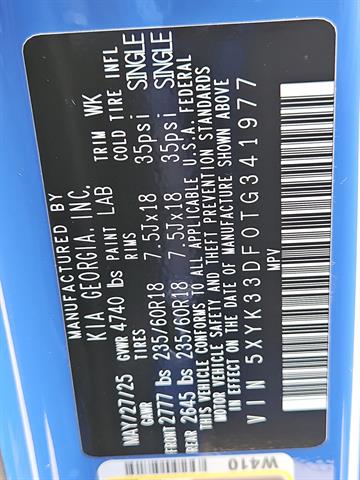 MANUFACTURED BY
KIA GEORGIA, INC.
MAY/27/25 PAINT LAB TRIM WK
GVWR 4740 lbs
GAWR TIRES RIMS COLD TIRE INFL
FRONT 2777 lbs 235/60R18 7.5Jx18 35psi SINGLE
REAR 2645 lbs 235/60R18 7.5Jx18 35psi SINGLE
THIS VEHICLE CONFORMS TO ALL APPLICABLE U.S.A. FEDERAL
MOTOR VEHICLE SAFETY AND THEFT PREVENTION STANDARDS
IN EFFECT ON THE DATE OF MANUFACTURE SHOWN ABOVE
VIN 5XYK33DF0TG341977
MPV
W410